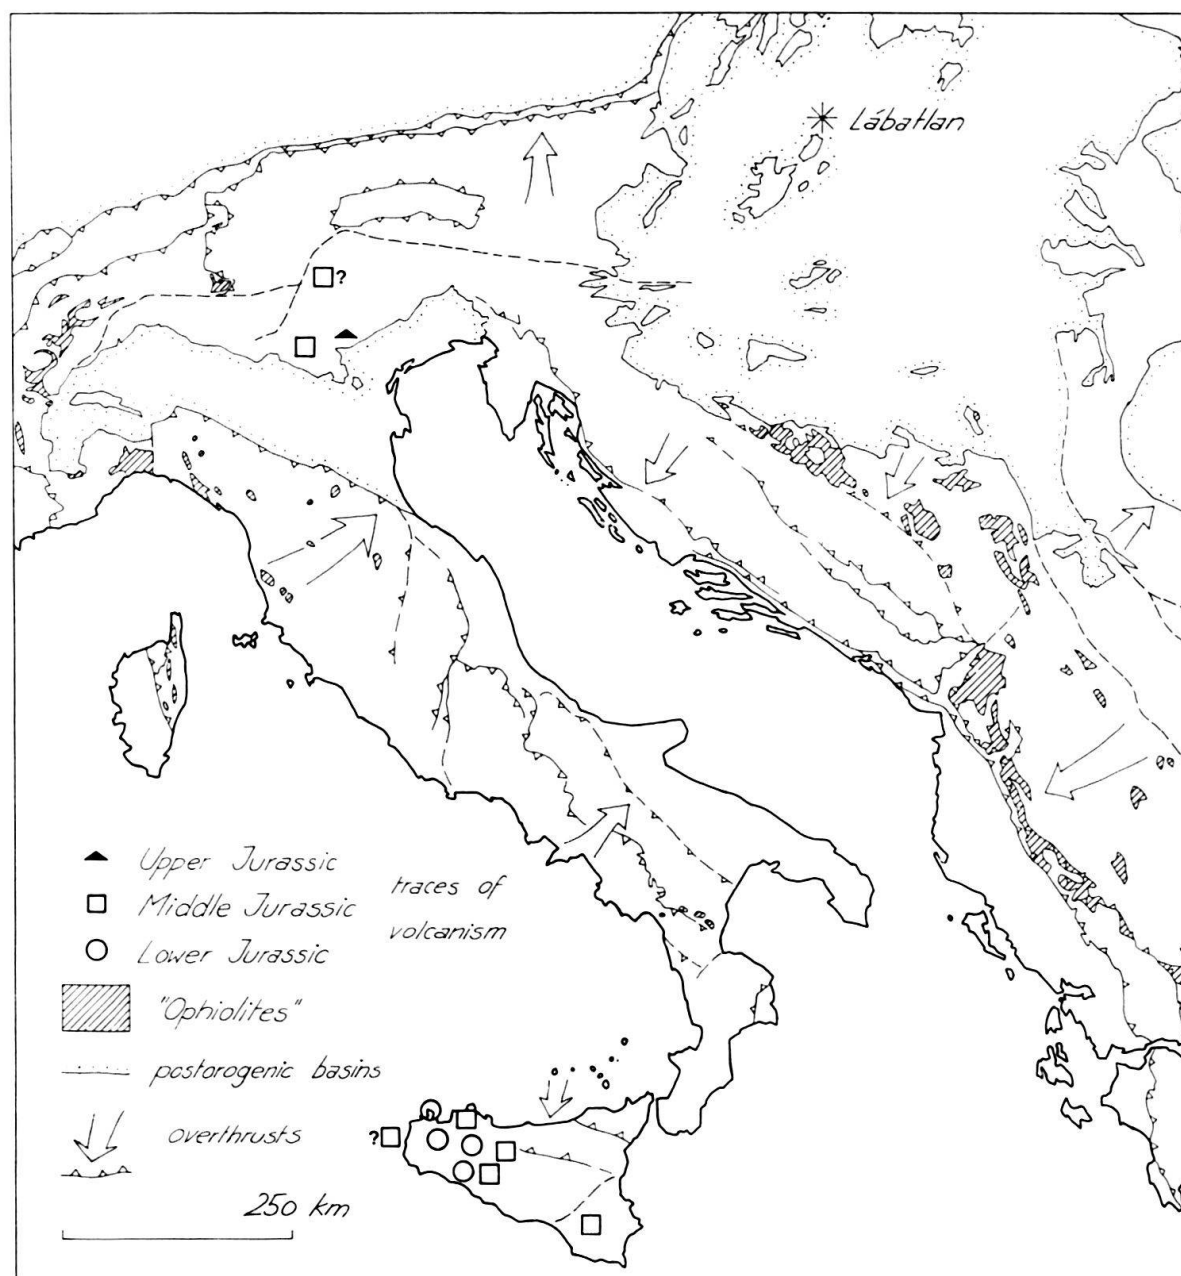 Lábatlan
?
Upper Jurassic
Middle Jurassic
Lower Jurassic
traces of
volcanism
"Ophiolites"
postorogenic basins
overthrusts
?
250 km